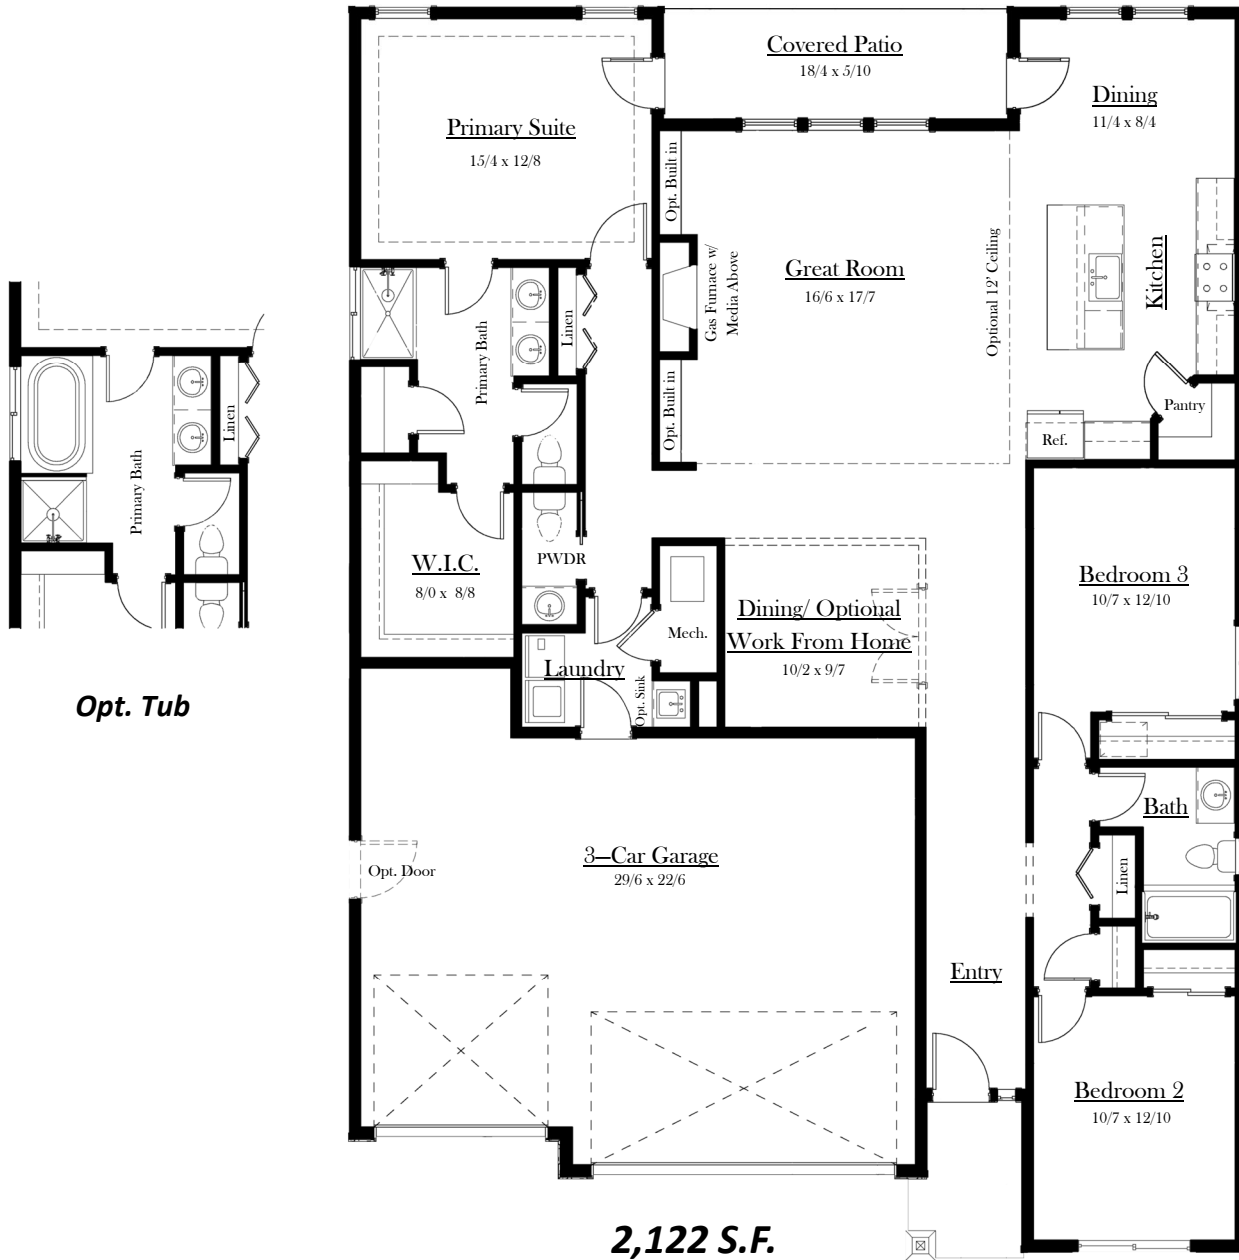 Covered Patio
18/4 x 5/10
Dining
11/4 x 8/4
Primary Suite
15/4 x 12/8
Opt. Built in
Gas Furnace w/
Media Above
Opt. Built in
Great Room
16/6 x 17/7
Optional 12' Ceiling
Kitchen
Pantry
Ref.
Linen
Primary Bath
Linen
Primary Bath
W.I.C.
8/0 x 8/8
PWDR
Mech.
Laundry
Opt. Sink
Dining/ Optional
Work From Home
10/2 x 9/7
Bedroom 3
10/7 x 12/10
Opt. Tub
Bath
Linen
3–Car Garage
29/6 x 22/6
Opt. Door
Entry
Bedroom 2
10/7 x 12/10
2,122 S.F.